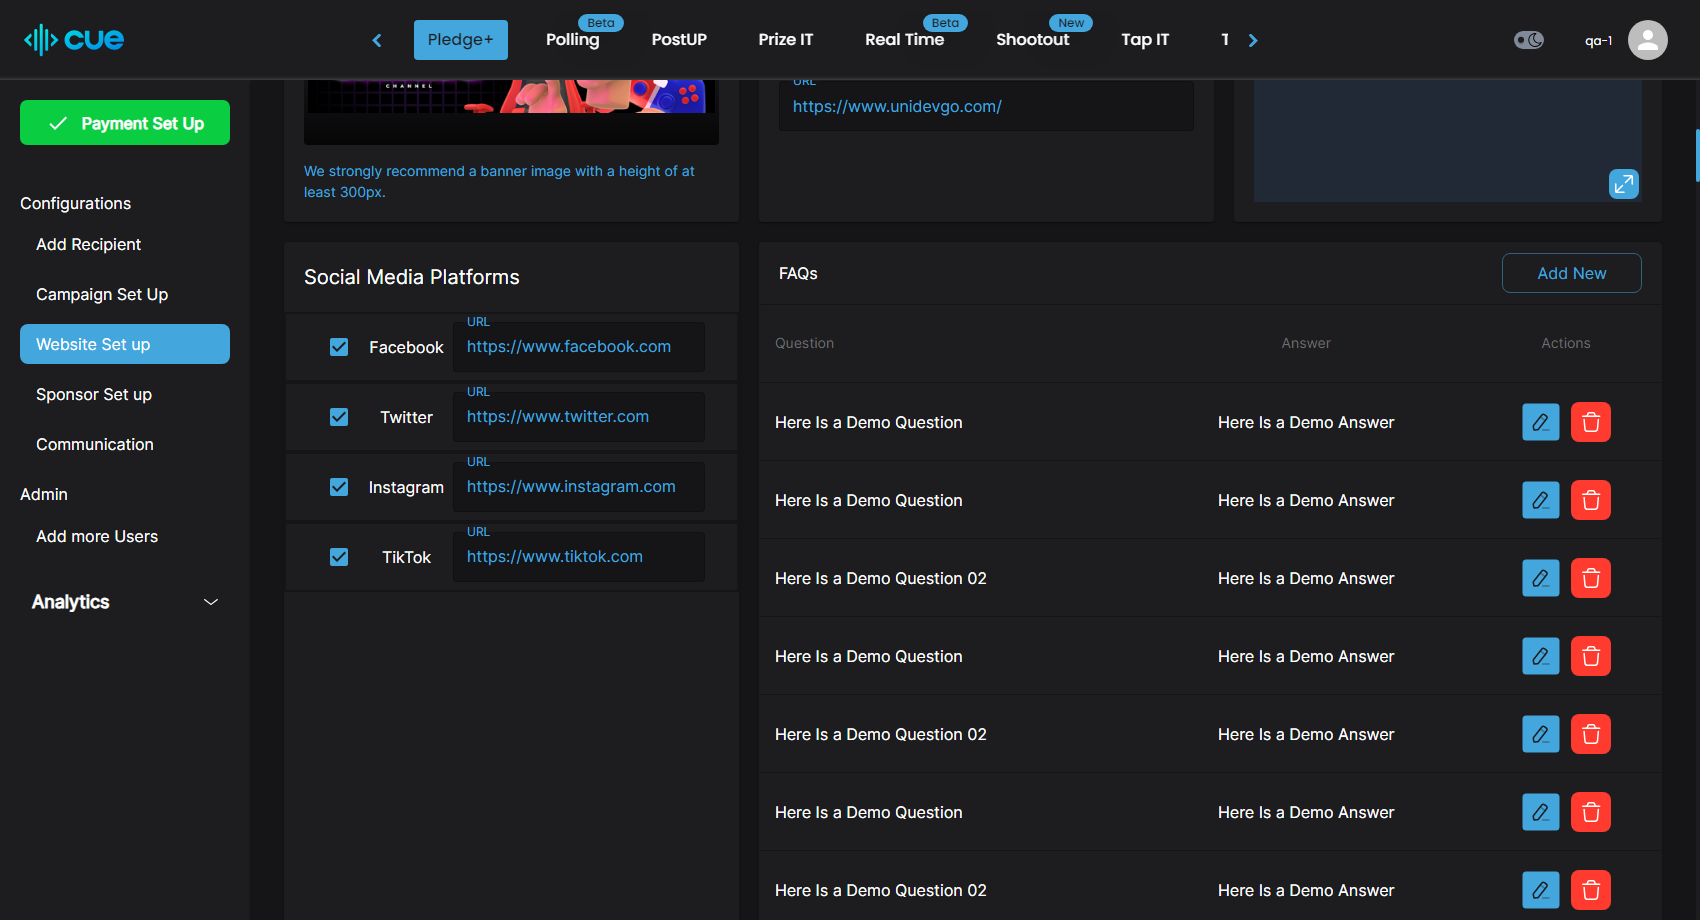 cue
Pledge+
Polling
Beta
PostUP
Prize IT
Real Time
Beta
Shootout
New
Tap IT
T
qa-1
Payment Set Up
Configurations
Add Recipient
Campaign Set Up
Website Set up
Sponsor Set up
Communication
Admin
Add more Users
Analytics
CHANNEL
We strongly recommend a banner image with a height of at
least 300px.
URL
https://www.unidevgo.com/
Social Media Platforms
Facebook
URL
https://www.facebook.com
Twitter
URL
https://www.twitter.com
Instagram
URL
https://www.instagram.com
TikTok
URL
https://www.tiktok.com
FAQs
Add New
Question Answer Actions
Here Is a Demo Question Here Is a Demo Answer
Here Is a Demo Question Here Is a Demo Answer
Here Is a Demo Question 02 Here Is a Demo Answer
Here Is a Demo Question Here Is a Demo Answer
Here Is a Demo Question 02 Here Is a Demo Answer
Here Is a Demo Question Here Is a Demo Answer
Here Is a Demo Question 02 Here Is a Demo Answer